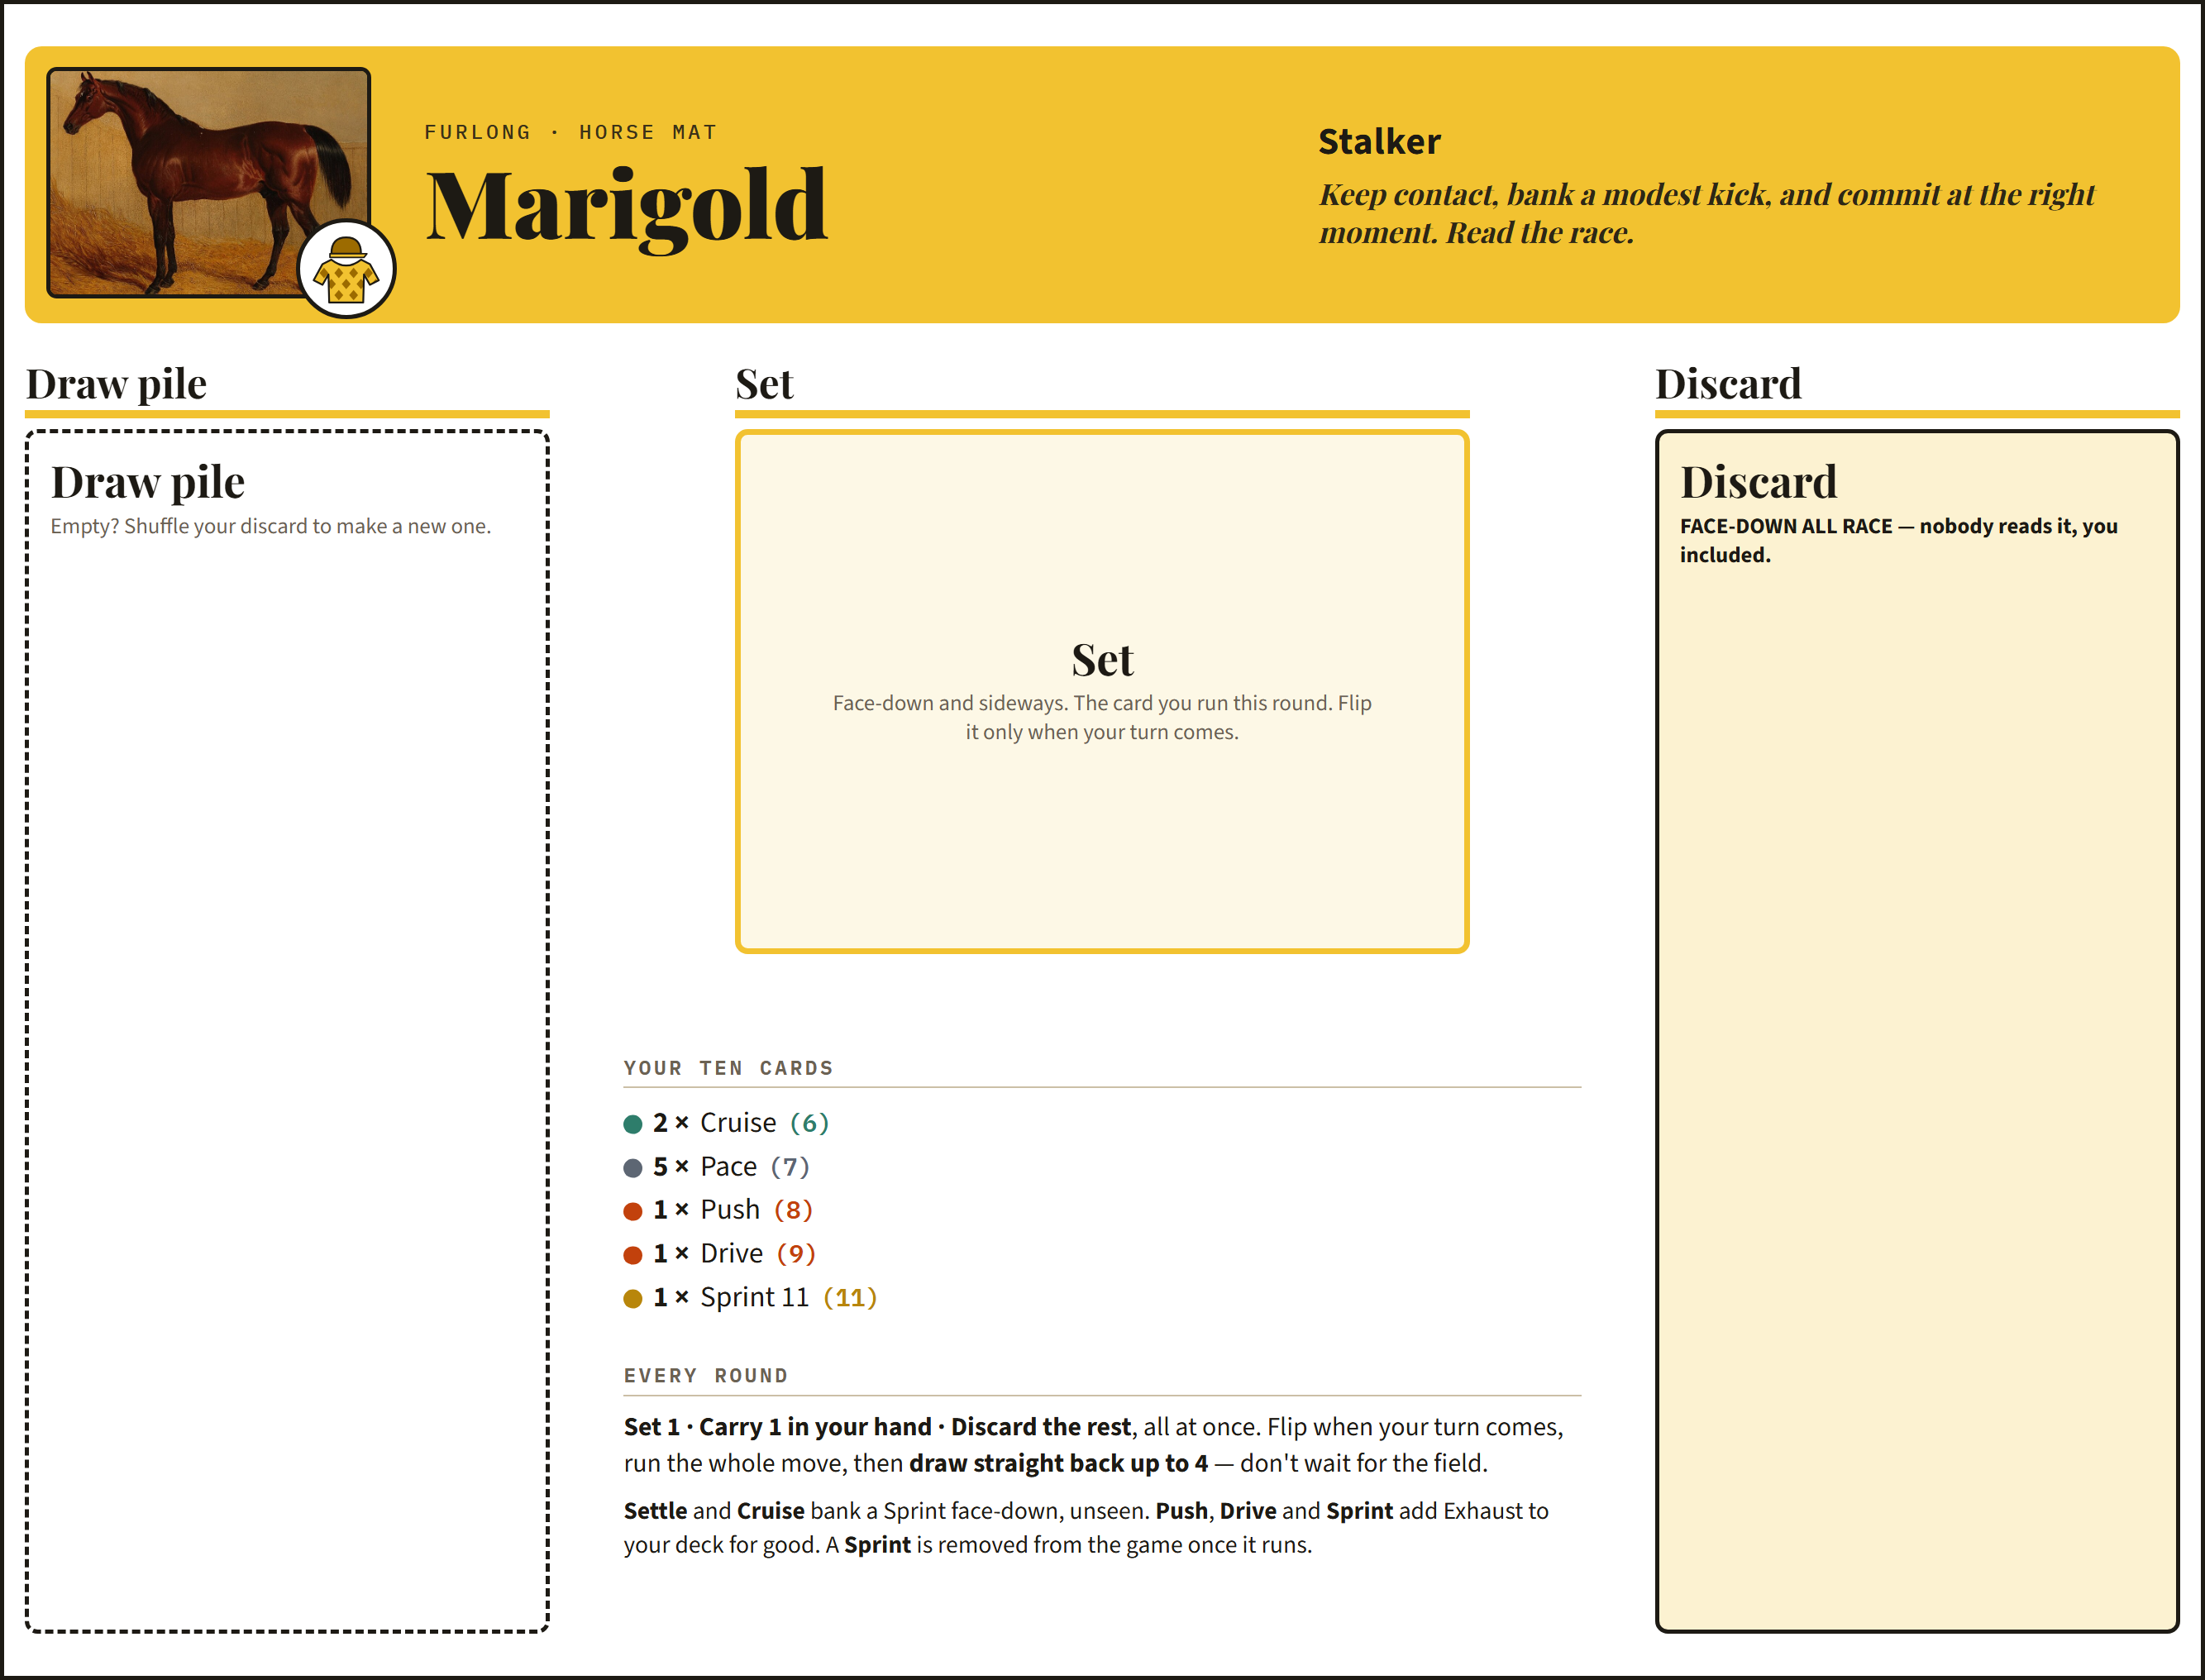 FURLONG · HORSE MAT
Marigold
Stalker
Keep contact, bank a modest kick, and commit at the right
moment. Read the race.
Draw pile
Draw pile
Empty? Shuffle your discard to make a new one.
Set
Set
Face-down and sideways. The card you run this round. Flip
it only when your turn comes.
YOUR TEN CARDS
2 × Cruise (6)
5 × Pace (7)
1 × Push (8)
1 × Drive (9)
1 × Sprint 11 (11)
EVERY ROUND
Set 1 · Carry 1 in your hand · Discard the rest, all at once. Flip when your turn comes,
run the whole move, then draw straight back up to 4 — don't wait for the field.
Settle and Cruise bank a Sprint face-down, unseen. Push, Drive and Sprint add Exhaust to
your deck for good. A Sprint is removed from the game once it runs.
Discard
Discard
FACE-DOWN ALL RACE — nobody reads it, you
included.